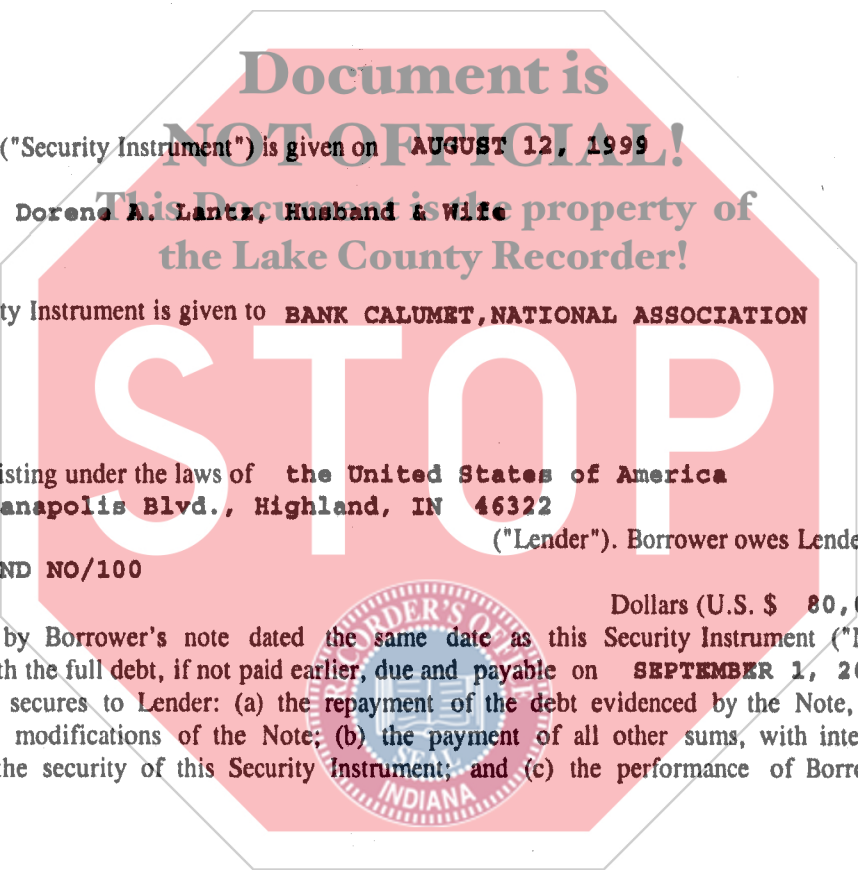 Document is
NOT OFFICIAL!
("Security Instrument") is given on AUGUST 12, 1999
This Document is the property of
Dorene A. Lantz, Husband & Wife
the Lake County Recorder!
ty Instrument is given to BANK CALUMET, NATIONAL ASSOCIATION
STOP
isting under the laws of the United States of America
anapolis Blvd., Highland, IN 46322
("Lender"). Borrower owes Lende
ND NO/100
Dollars (U.S. $ 80,0
by Borrower's note dated the same date as this Security Instrument ("
th the full debt, if not paid earlier, due and payable on SEPTEMBER 1, 20
secures to Lender: (a) the repayment of the debt evidenced by the Note,
modifications of the Note; (b) the payment of all other sums, with inte
the security of this Security Instrument; and (c) the performance of Borro
RECORDER'S OFFICE
SEAL
INDIANA